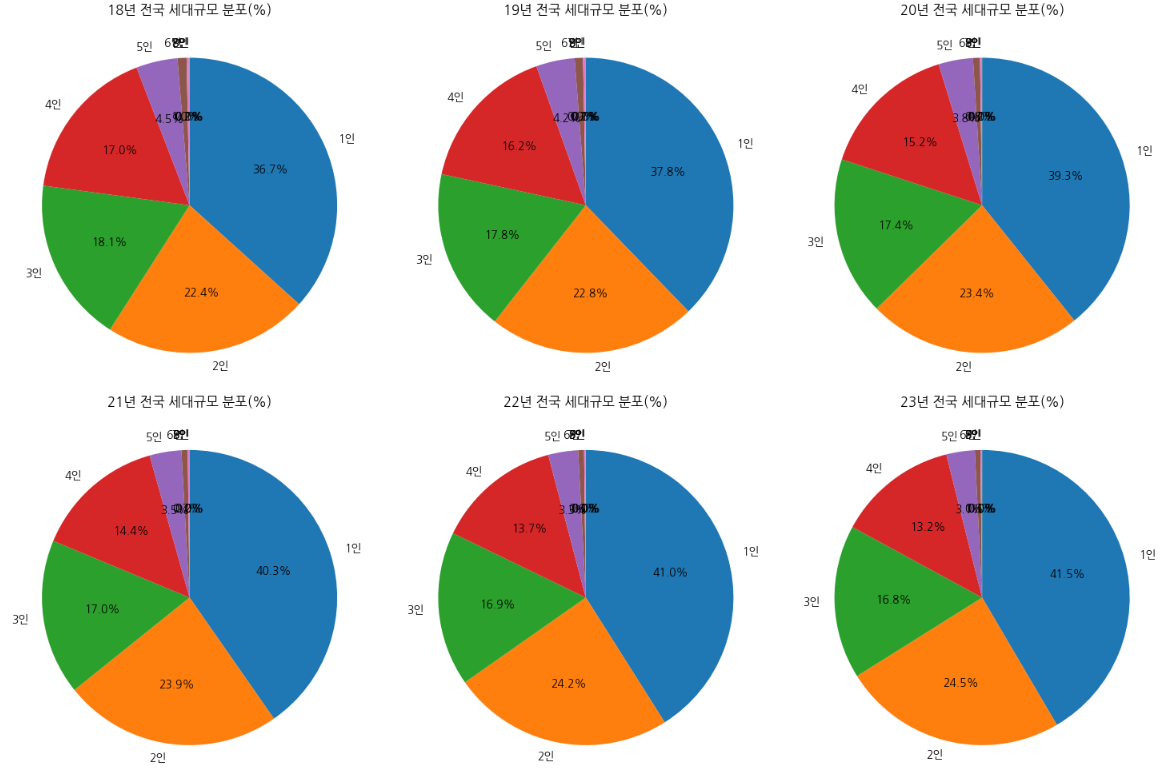 18년 전국 세대규모 분포(%)
19년 전국 세대규모 분포(%)
20년 전국 세대규모 분포(%)
5인
4인
1인
4.5%
17.0%
36.7%
18.1%
3인
22.4%
2인
5인
4인
1인
16.2%
37.8%
17.8%
3인
22.8%
2인
5인
4인
1인
15.2%
39.3%
17.4%
3인
23.4%
2인
21년 전국 세대규모 분포(%)
22년 전국 세대규모 분포(%)
23년 전국 세대규모 분포(%)
5인
4인
1인
14.4%
40.3%
17.0%
3인
23.9%
2인
5인
4인
1인
13.7%
41.0%
16.9%
3인
24.2%
2인
5인
4인
1인
13.2%
41.5%
16.8%
3인
24.5%
2인